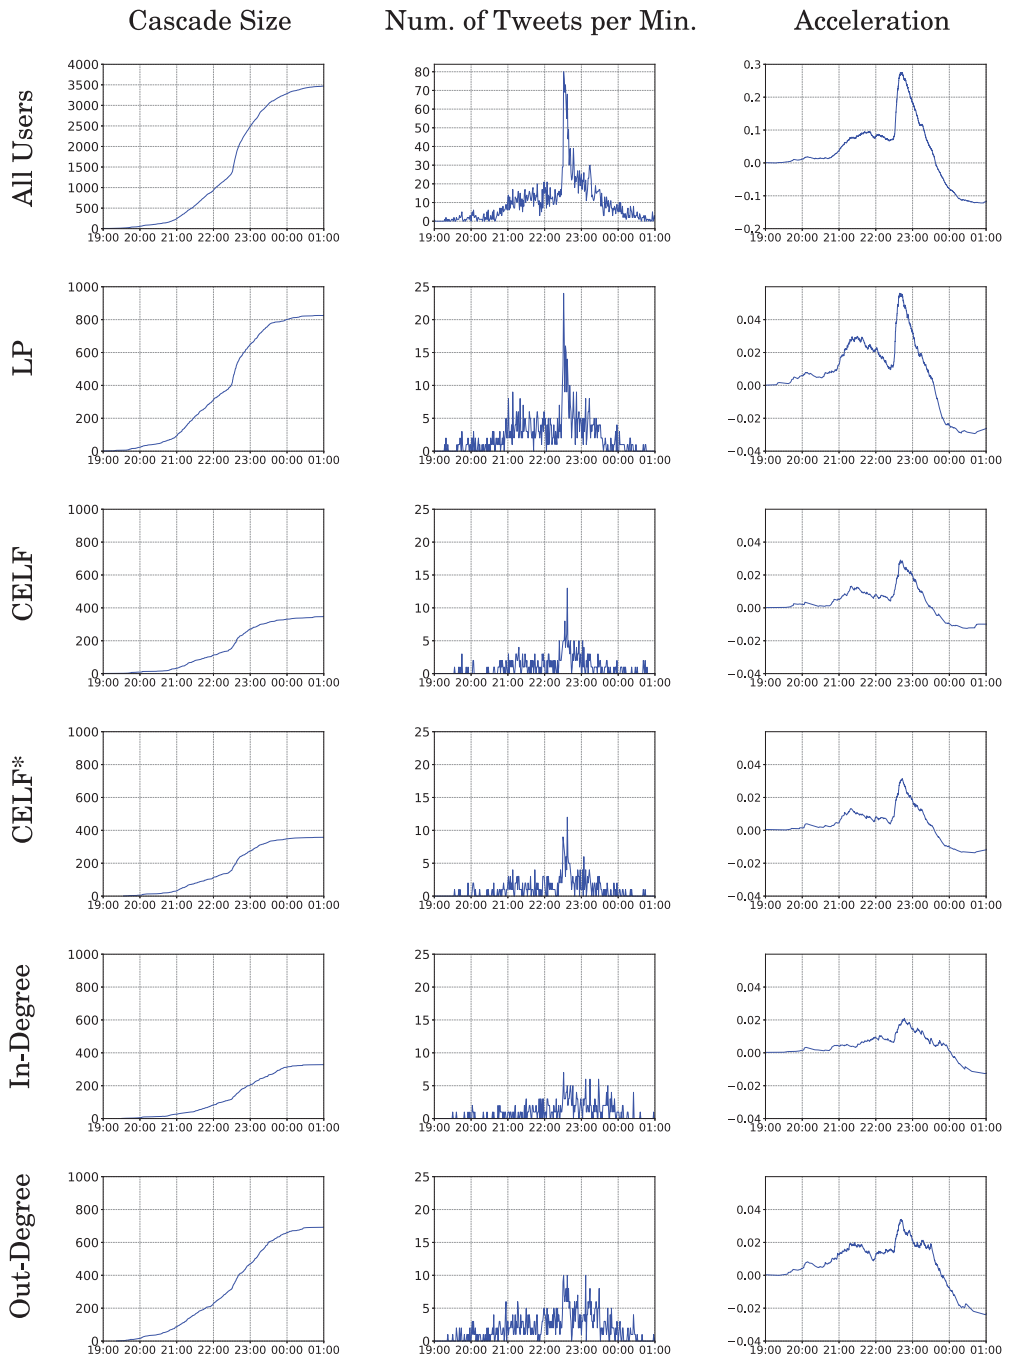 Cascade Size Num. of Tweets per Min. Acceleration
All Users
4000 3500 3000 2500 2000 1500 1000 500 0
19:00 20:00 21:00 22:00 23:00 00:00 01:00
80 70 60 50 40 30 20 10 0
19:00 20:00 21:00 22:00 23:00 00:00 01:00
0.3 0.2 0.1 0.0 −0.1 −0.2
19:00 20:00 21:00 22:00 23:00 00:00 01:00
LP
1000 800 600 400 200 0
19:00 20:00 21:00 22:00 23:00 00:00 01:00
25 20 15 10 5 0
19:00 20:00 21:00 22:00 23:00 00:00 01:00
0.04 0.02 0.00 −0.02 −0.04
19:00 20:00 21:00 22:00 23:00 00:00 01:00
CELF
1000 800 600 400 200 0
19:00 20:00 21:00 22:00 23:00 00:00 01:00
25 20 15 10 5 0
19:00 20:00 21:00 22:00 23:00 00:00 01:00
0.04 0.02 0.00 −0.02 −0.04
19:00 20:00 21:00 22:00 23:00 00:00 01:00
CELF*
1000 800 600 400 200 0
19:00 20:00 21:00 22:00 23:00 00:00 01:00
25 20 15 10 5 0
19:00 20:00 21:00 22:00 23:00 00:00 01:00
0.04 0.02 0.00 −0.02 −0.04
19:00 20:00 21:00 22:00 23:00 00:00 01:00
In-Degree
1000 800 600 400 200 0
19:00 20:00 21:00 22:00 23:00 00:00 01:00
25 20 15 10 5 0
19:00 20:00 21:00 22:00 23:00 00:00 01:00
0.04 0.02 0.00 −0.02 −0.04
19:00 20:00 21:00 22:00 23:00 00:00 01:00
Out-Degree
1000 800 600 400 200 0
19:00 20:00 21:00 22:00 23:00 00:00 01:00
25 20 15 10 5 0
19:00 20:00 21:00 22:00 23:00 00:00 01:00
0.04 0.02 0.00 −0.02 −0.04
19:00 20:00 21:00 22:00 23:00 00:00 01:00